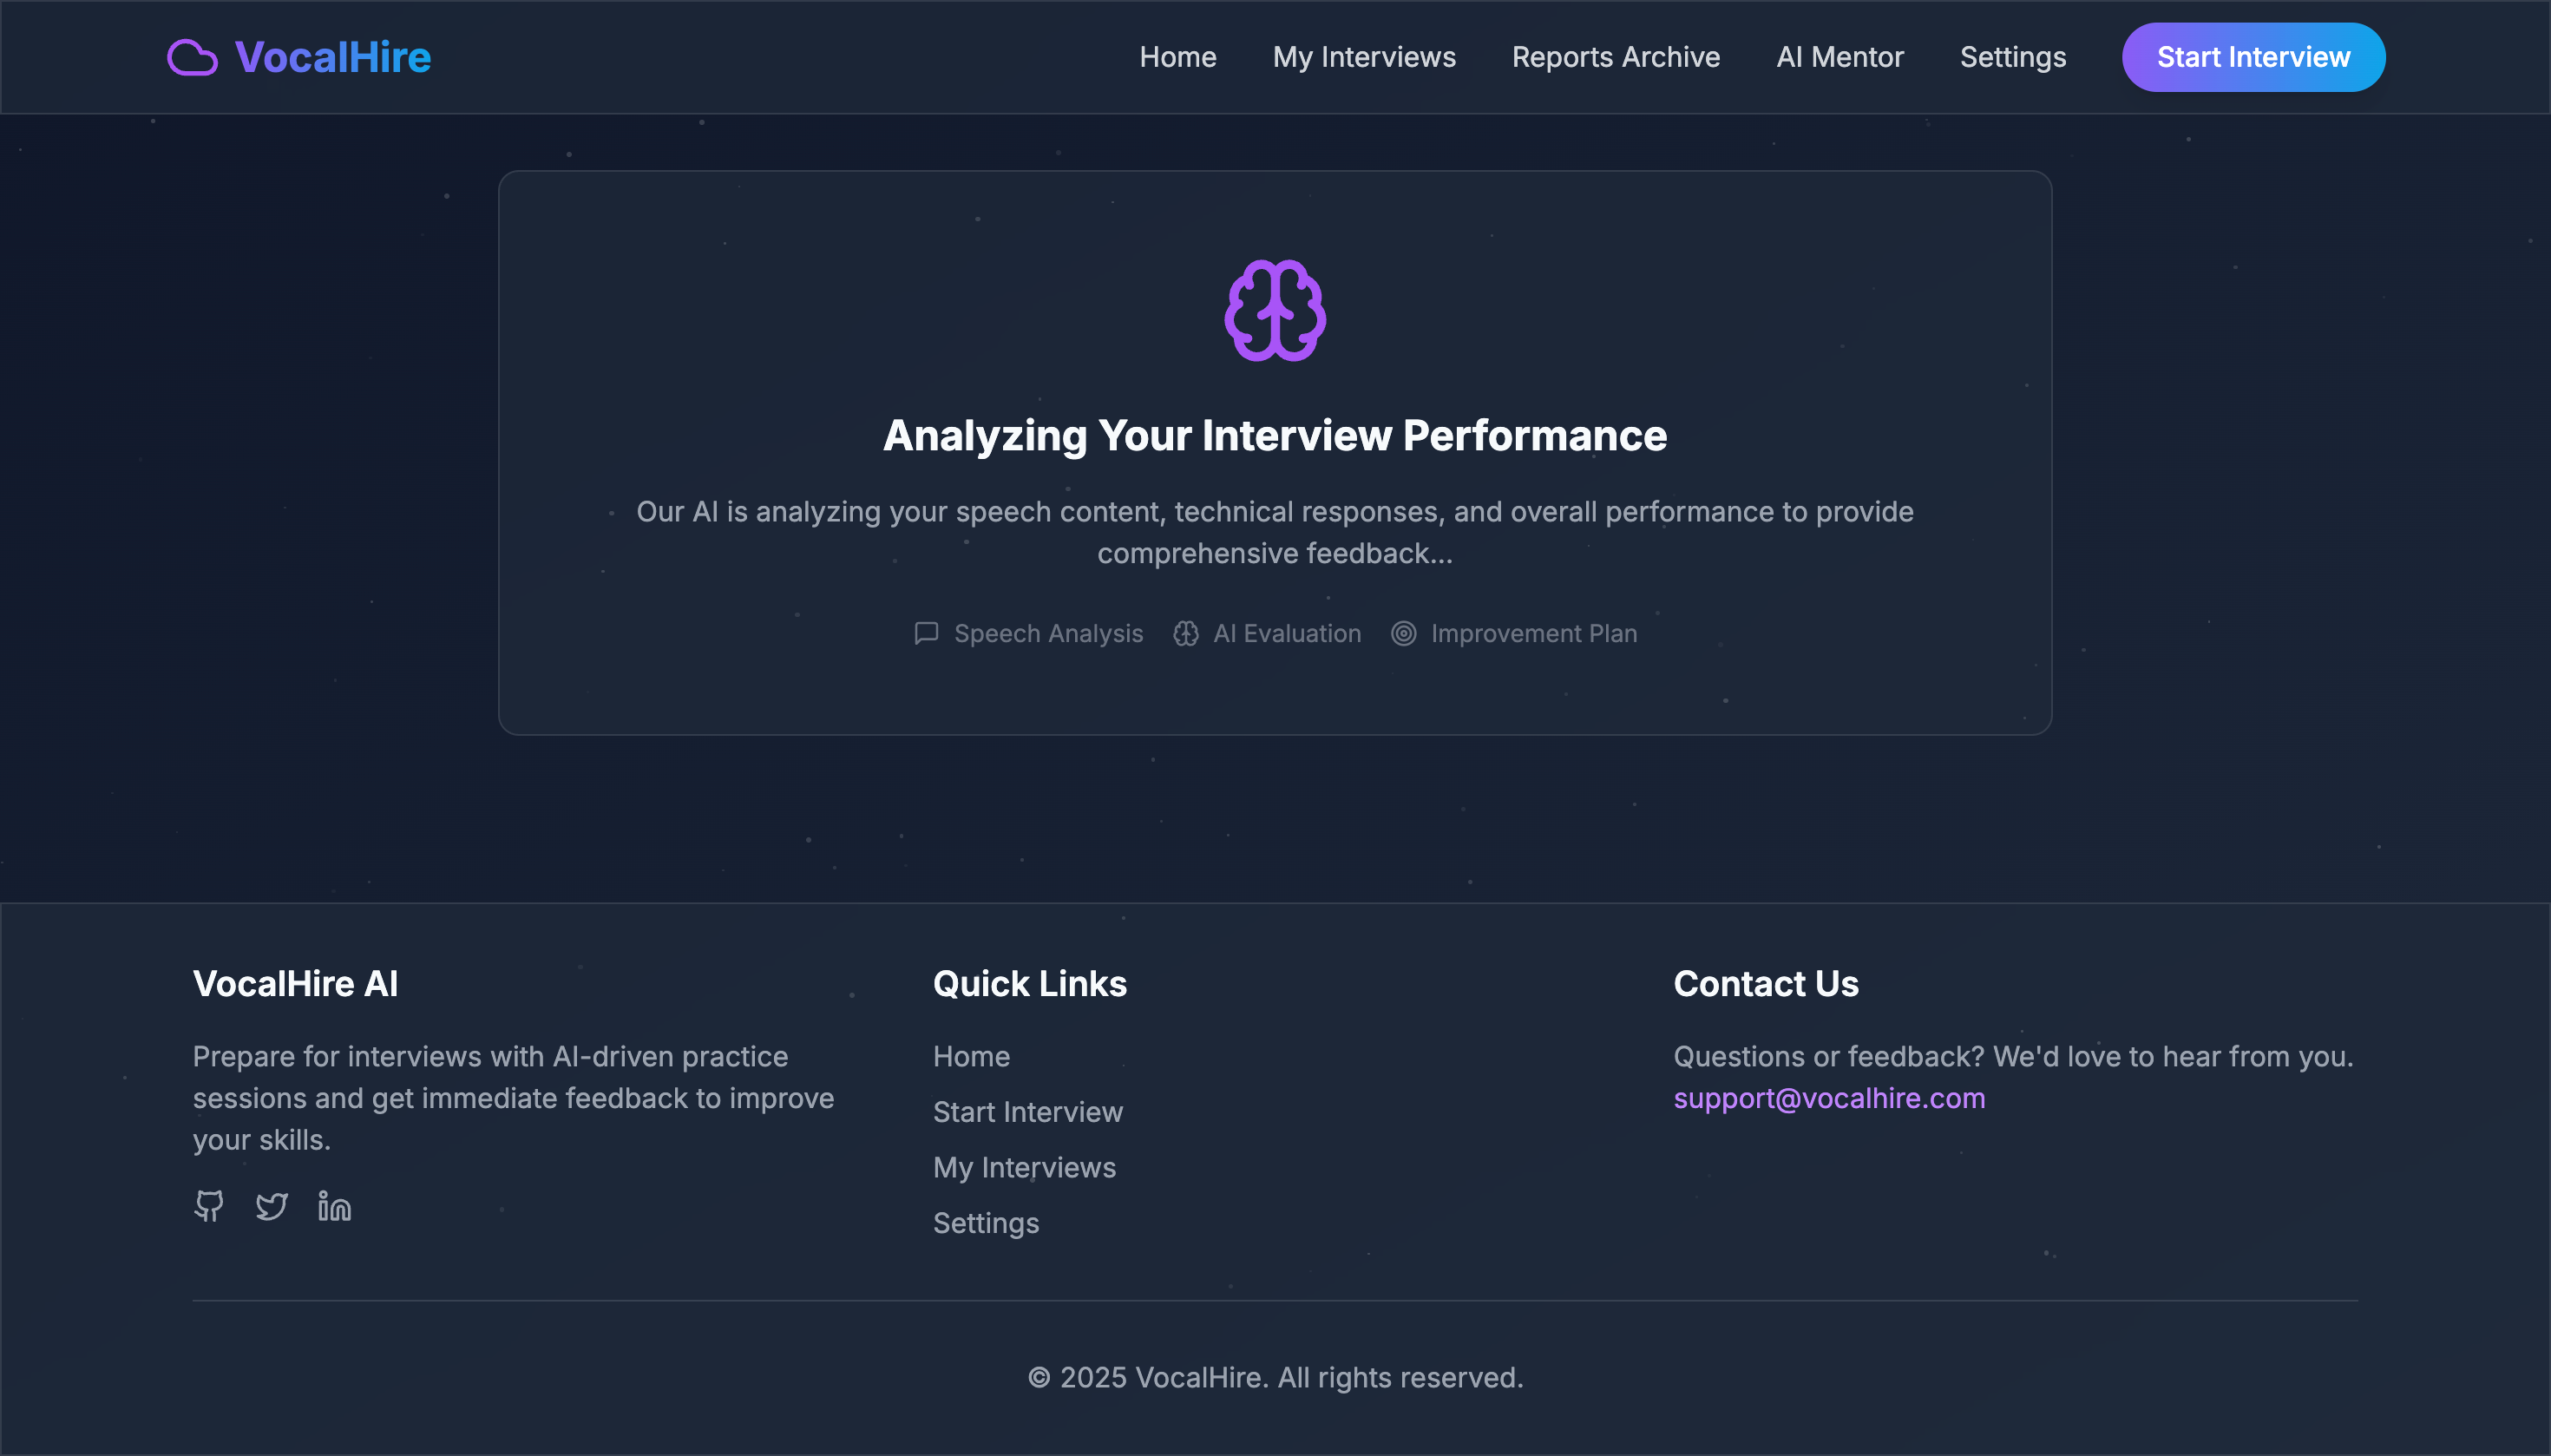 VocalHire
Home
My Interviews
Reports Archive
AI Mentor
Settings
Start Interview
Analyzing Your Interview Performance
Our AI is analyzing your speech content, technical responses, and overall performance to provide
comprehensive feedback...
Speech Analysis
AI Evaluation
Improvement Plan
VocalHire AI
Prepare for interviews with AI-driven practice
sessions and get immediate feedback to improve
your skills.
Quick Links
Home
Start Interview
My Interviews
Settings
Contact Us
Questions or feedback? We'd love to hear from you.
support@vocalhire.com
© 2025 VocalHire. All rights reserved.